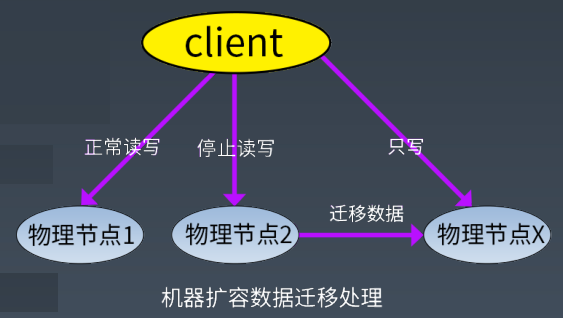 client
正常读写
停止读写
只写
迁移数据
物理节点1
物理节点2
物理节点X
机器扩容数据迁移处理